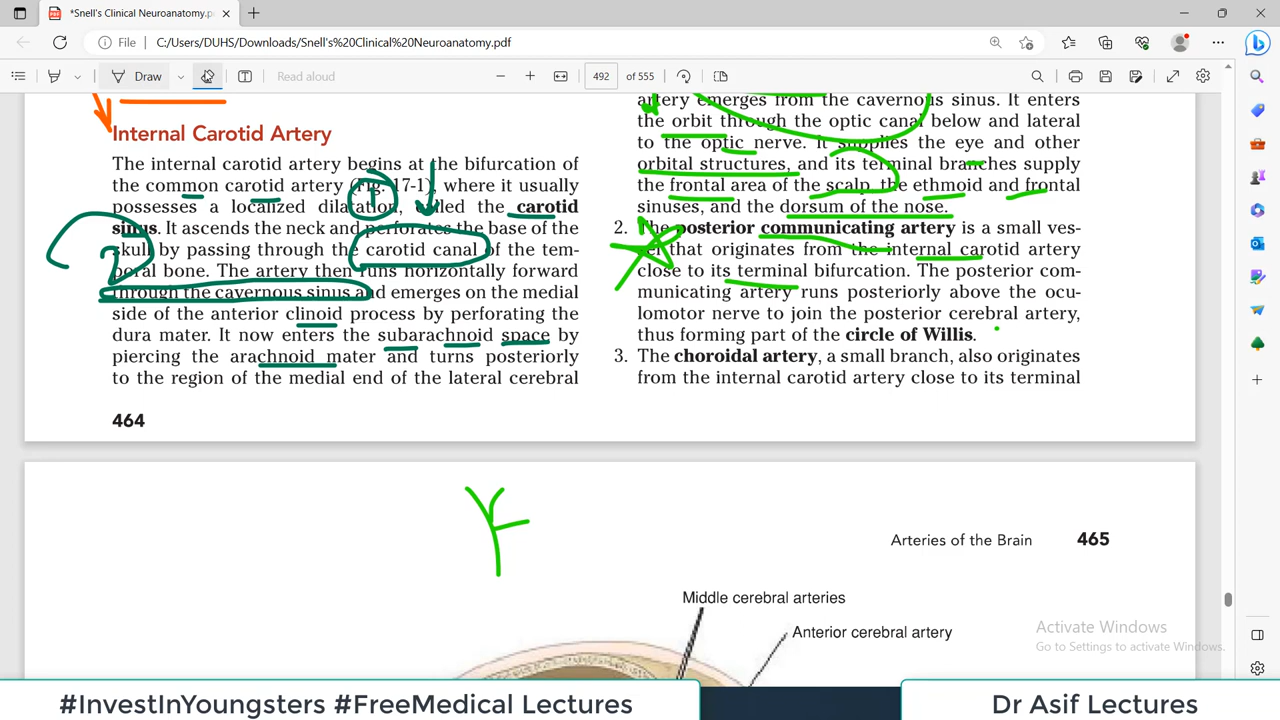 *Snell's Clinical Neuroanatomy.p
File C:/Users/DUHS/Downloads/Snell's%20Clinical%20Neuroanatomy.pdf
Draw Read aloud 492 of 555
Internal Carotid Artery
The internal carotid artery begins at the bifurcation of
the common carotid artery (Fig. 17-1), where it usually
possesses a localized dilatation, called the carotid
sinus. It ascends the neck and perforates the base of the
skull by passing through the carotid canal of the tem-
poral bone. The artery then runs horizontally forward
through the cavernous sinus and emerges on the medial
side of the anterior clinoid process by perforating the
dura mater. It now enters the subarachnoid space by
piercing the arachnoid mater and turns posteriorly
to the region of the medial end of the lateral cerebral
464
1
2
artery emerges from the cavernous sinus. It enters
the orbit through the optic canal below and lateral
to the optic nerve. It supplies the eye and other
orbital structures, and its terminal branches supply
the frontal area of the scalp, the ethmoid and frontal
sinuses, and the dorsum of the nose.
2. The posterior communicating artery is a small ves-
sel that originates from the internal carotid artery
close to its terminal bifurcation. The posterior com-
municating artery runs posteriorly above the ocu-
lomotor nerve to join the posterior cerebral artery,
thus forming part of the circle of Willis.
3. The choroidal artery, a small branch, also originates
from the internal carotid artery close to its terminal
Arteries of the Brain 465
Middle cerebral arteries
Anterior cerebral artery
Activate Windows
Go to Settings to activate Windows.
#InvestInYoungsters #FreeMedical Lectures
Dr Asif Lectures